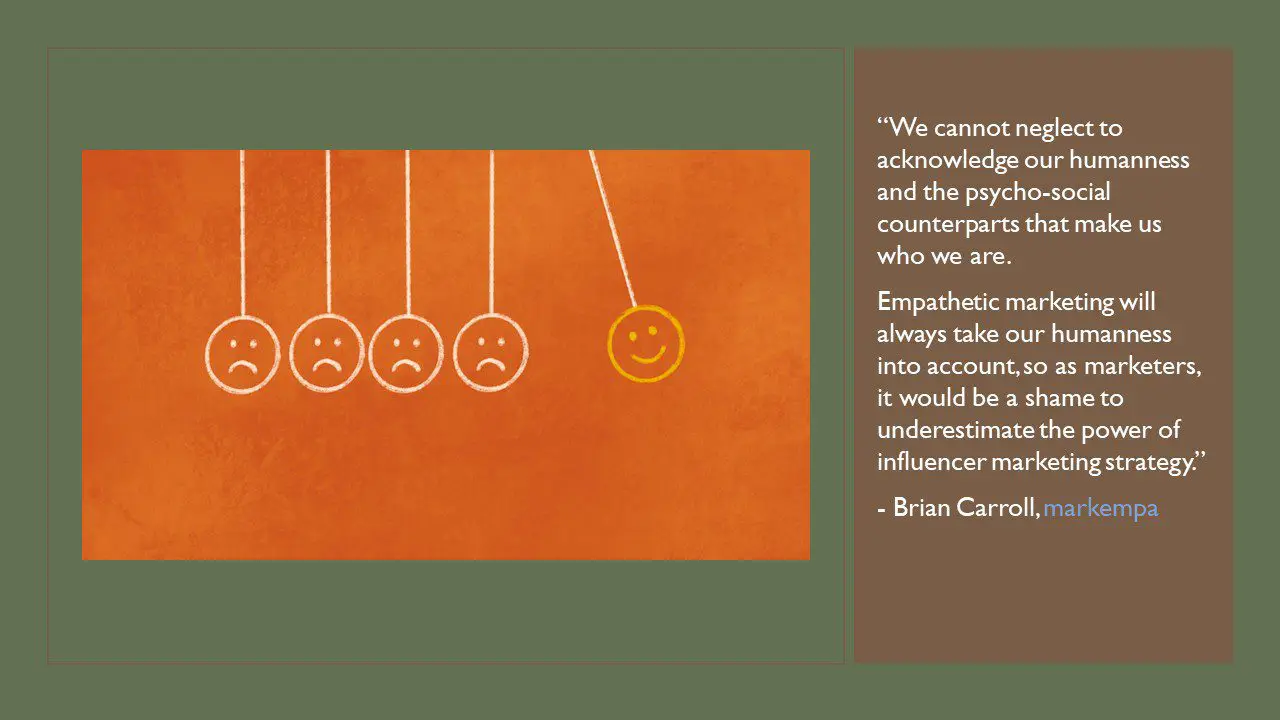 “We cannot neglect to
acknowledge our humanness
and the psycho-social
counterparts that make us
who we are.
Empathetic marketing will
always take our humanness
into account, so as marketers,
it would be a shame to
underestimate the power of
influencer marketing strategy.”
- Brian Carroll, markempa